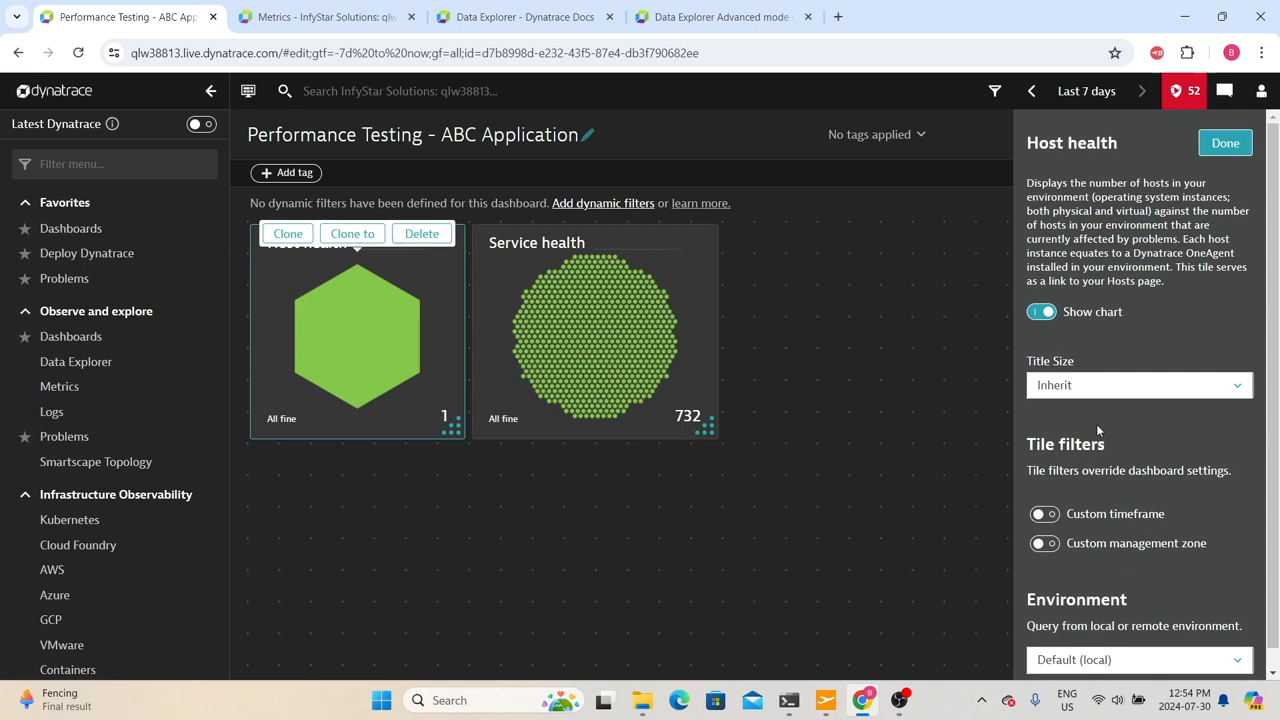 Performance Testing - ABC App
Metrics - InfyStar Solutions: qlw
Data Explorer - Dynatrace Docs
Data Explorer Advanced mode
qlw38813.live.dynatrace.com/#edit;gtf=-7d%20to%20now;gf=all;id=d7b8998d-e232-43f5-87e4-db3f790682ee
B
dynatrace
Search InfyStar Solutions: qlw38813...
Last 7 days
52
Latest Dynatrace
Filter menu...
Favorites
Dashboards
Deploy Dynatrace
Problems
Observe and explore
Dashboards
Data Explorer
Metrics
Logs
Problems
Smartscape Topology
Infrastructure Observability
Kubernetes
Cloud Foundry
AWS
Azure
GCP
VMware
Containers
Performance Testing - ABC Application
No tags applied
Add tag
No dynamic filters have been defined for this dashboard. Add dynamic filters or learn more.
Clone
Clone to
Delete
All fine
1
Service health
All fine
732
Host health
Done
Displays the number of hosts in your
environment (operating system instances;
both physical and virtual) against the number
of hosts in your environment that are
currently affected by problems. Each host
instance equates to a Dynatrace OneAgent
installed in your environment. This tile serves
as a link to your Hosts page.
Show chart
Title Size
Inherit
Tile filters
Tile filters override dashboard settings.
Custom timeframe
Custom management zone
Environment
Query from local or remote environment.
Default (local)
Fencing
Final result
Search
ENG
US
12:54 PM
2024-07-30